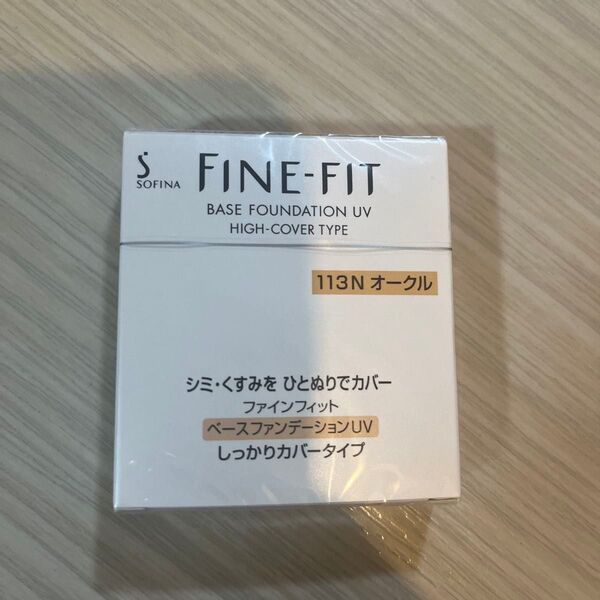 SOFINA
FINE-FIT
BASE FOUNDATION UV
HIGH-COVER TYPE
113N オークル
シミ・くすみを ひとぬりでカバー
ファインフィット
ベースファンデーションUV
しっかりカバータイプ